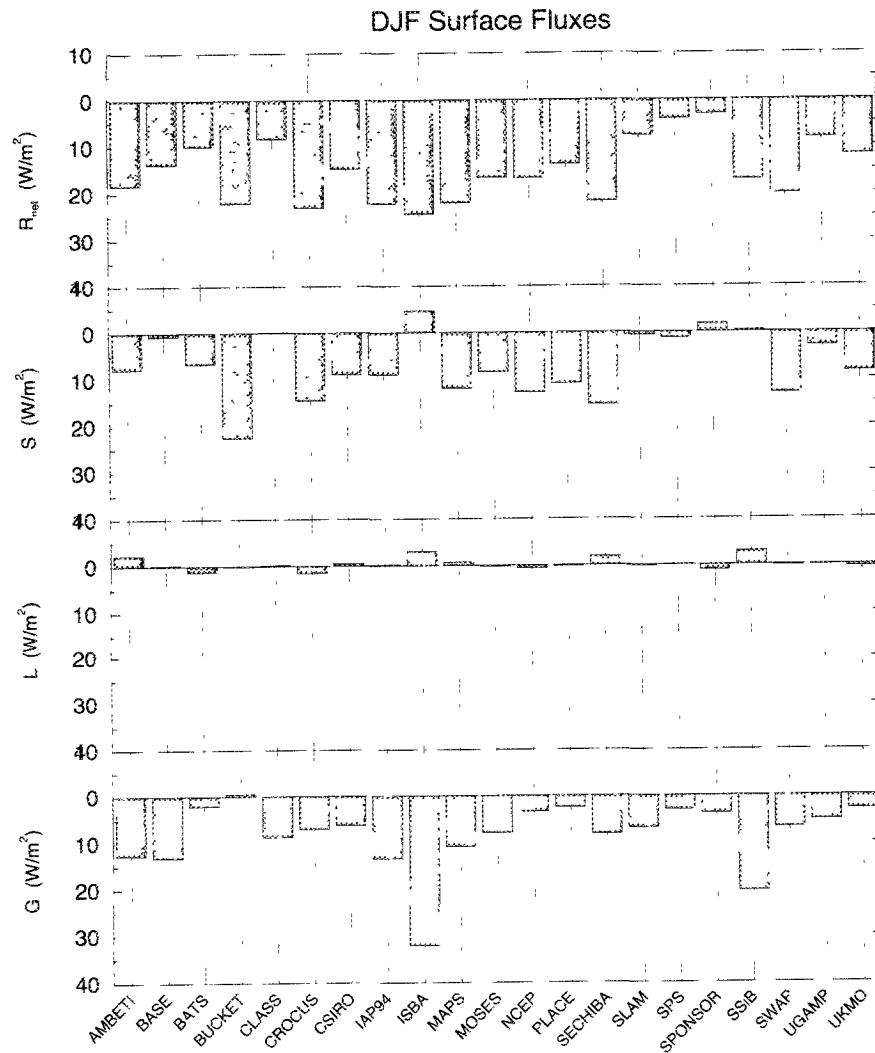 DJF Surface Fluxes
10
0
10
20
30
40
R_net (W/m²)
0
10
20
30
40
S (W/m²)
0
10
20
30
40
L (W/m²)
0
10
20
30
40
G (W/m²)
AMBETI
BASE
BATS
BUCKET
CLASS
CROCUS
CSIRO
IAP94
ISBA
MAPS
MOSES
NCEP
PLACE
SECHIBA
SLAM
SPS
SPONSOR
SSiB
SWAP
UGAMP
UKMO